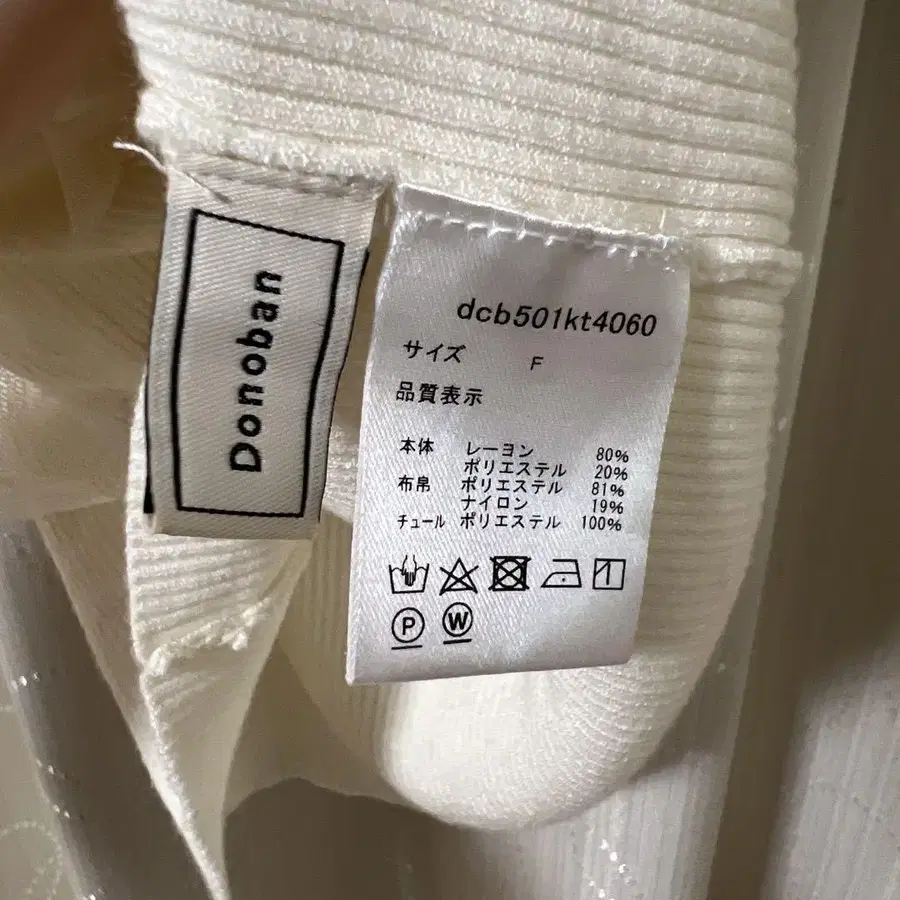 Donoban
dcb501kt4060
サイズ F
品質表示
本体 レーヨン 80%
ポリエステル 20%
布帛 ポリエステル 81%
ナイロン 19%
チュール ポリエステル 100%
P W